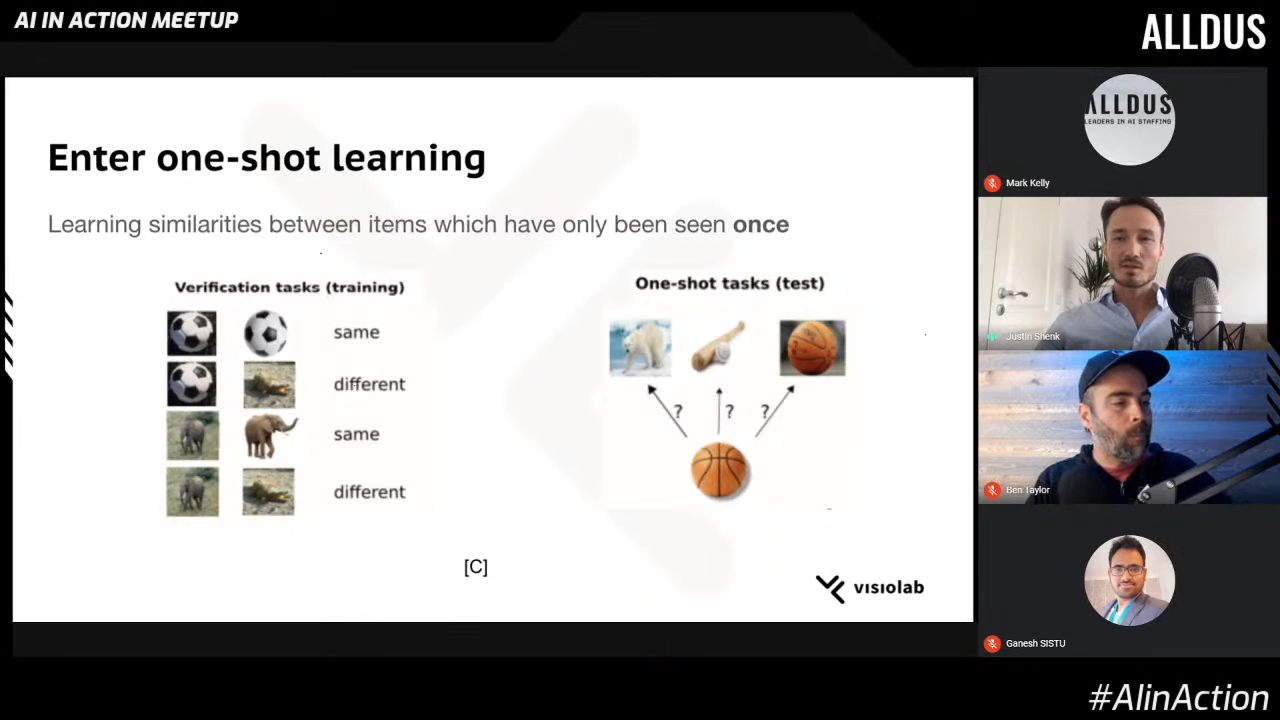 AI IN ACTION MEETUP
ALLDUS
Enter one-shot learning
Learning similarities between items which have only been seen once
Verification tasks (training)
same
different
same
different
One-shot tasks (test)
? ? ?
[C]
visiolab
ALLDUS
LEADERS IN AI STAFFING
Mark Kelly
Justin Shenk
Ben Taylor
Ganesh SISTU
#AIinAction